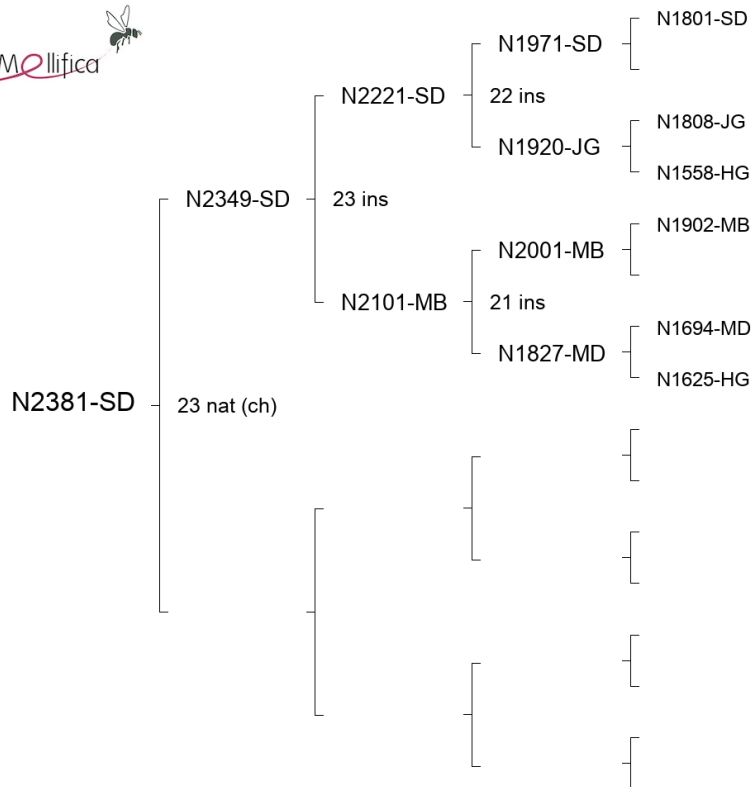 Mellifica
N1801-SD
N1971-SD
N2221-SD
22 ins
N1808-JG
N1920-JG
N1558-HG
N2349-SD
23 ins
N1902-MB
N2001-MB
N2101-MB
21 ins
N1694-MD
N1827-MD
N1625-HG
N2381-SD
23 nat (ch)